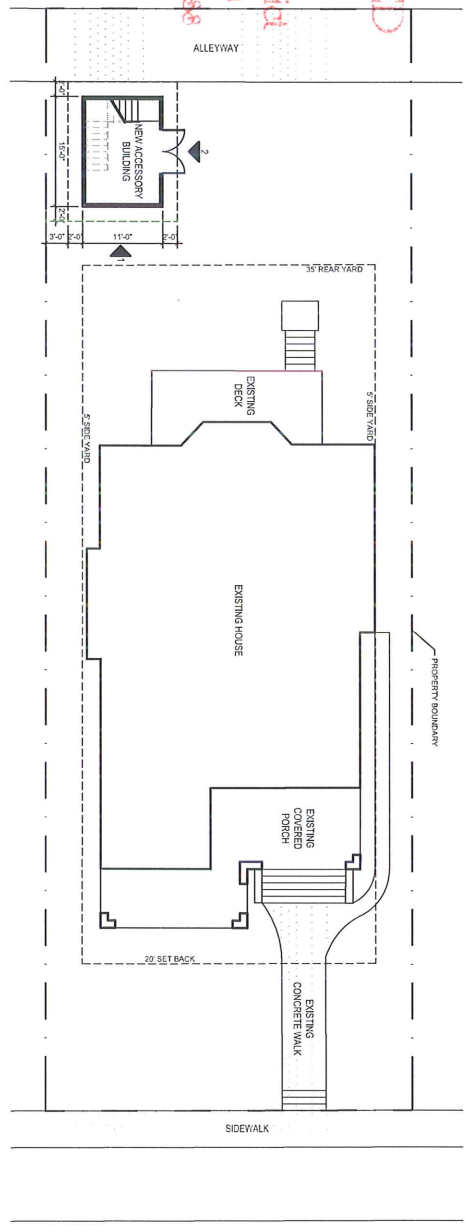 ALLEYWAY
2'-0"
15'-0"
2'-0"
NEW ACCESSORY
BUILDING
2
3'-0"
2'-0"
11'-0"
2'-0"
1
35' REAR YARD
EXISTING
DECK
5' SIDE YARD
5' SIDE YARD
EXISTING HOUSE
PROPERTY BOUNDARY
EXISTING
COVERED
PORCH
20' SET BACK
EXISTING
CONCRETE WALK
SIDEWALK